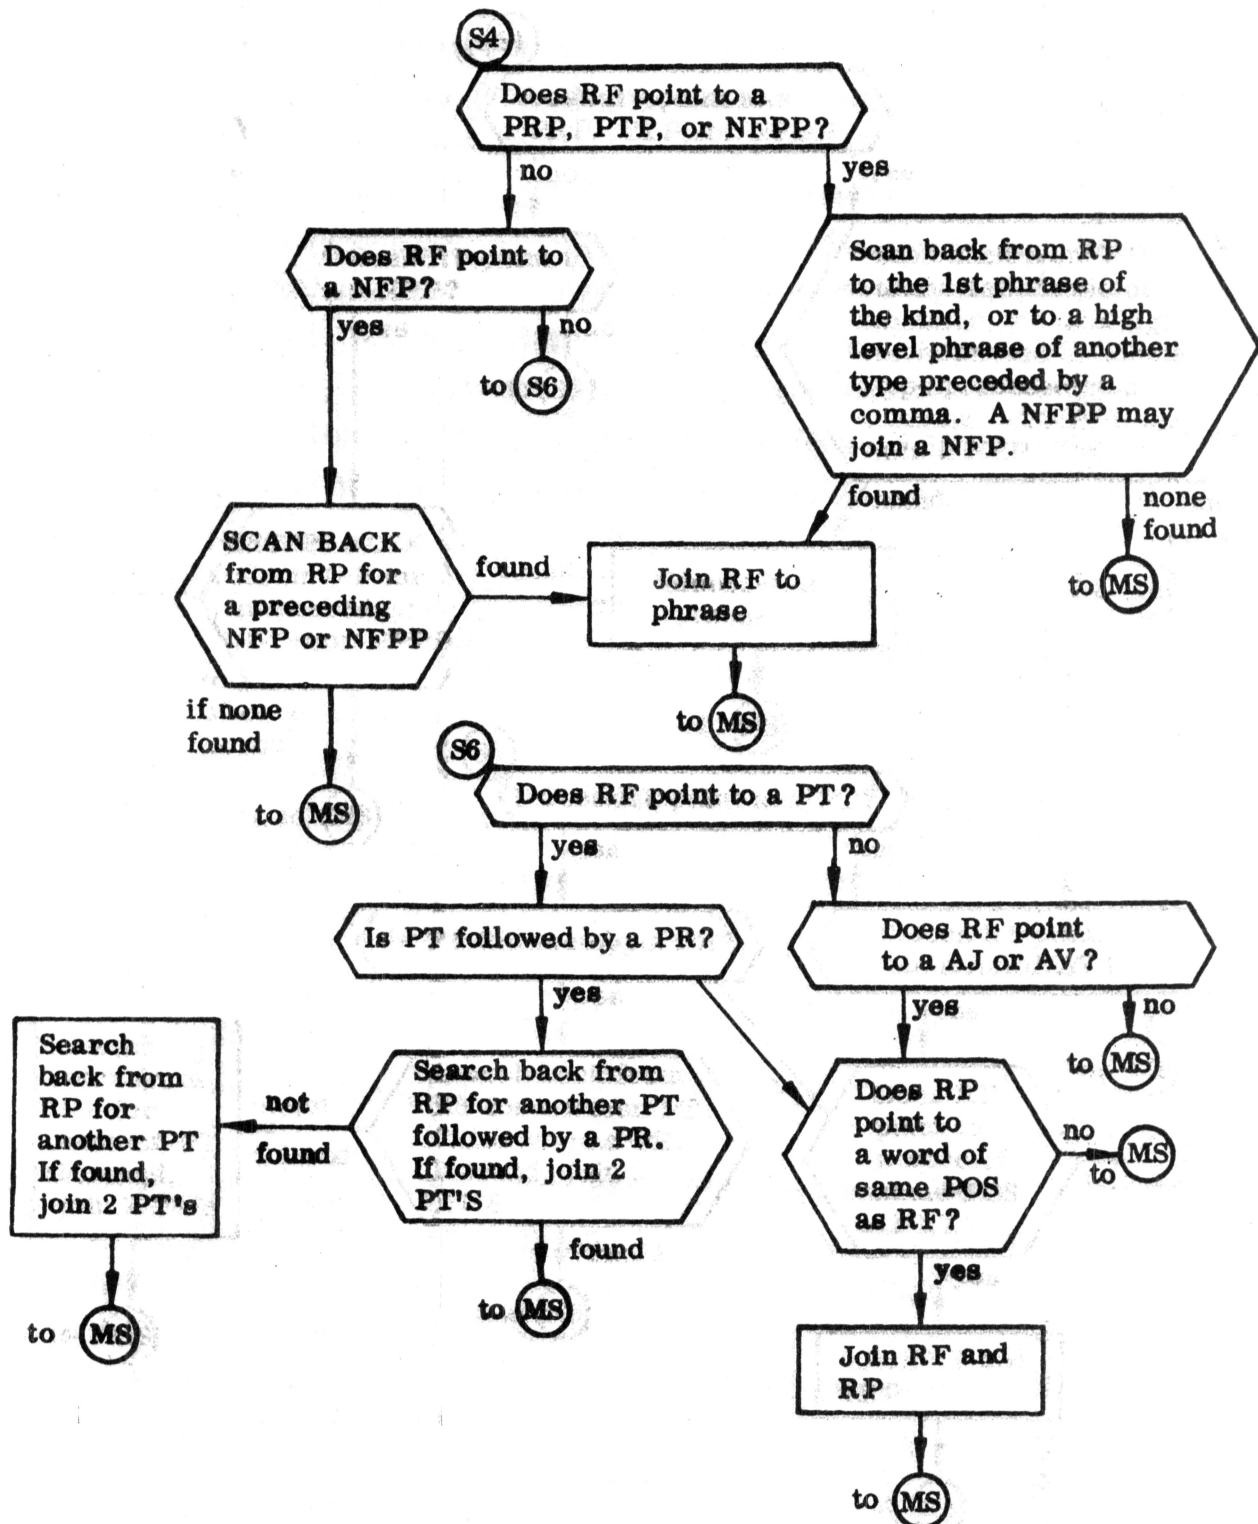 S4
Does RF point to a
PRP, PTP, or NFPP?
no
yes
Does RF point to
a NFP?
yes
no
to S6
Scan back from RP
to the 1st phrase of
the kind, or to a high
level phrase of another
type preceded by a
comma. A NFPP may
join a NFP.
found
none
found
to MS
SCAN BACK
from RP for
a preceding
NFP or NFPP
found
Join RF to
phrase
to MS
if none
found
to MS
S6
Does RF point to a PT?
yes
no
Is PT followed by a PR?
yes
Does RF point
to a AJ or AV?
yes
no
to MS
Search
back from
RP for
another PT
If found,
join 2 PT's
to MS
not
found
Search back from
RP for another PT
followed by a PR.
If found, join 2
PT'S
found
to MS
Does RP
point to
a word of
same POS
as RF?
no
to MS
yes
Join RF and
RP
to MS